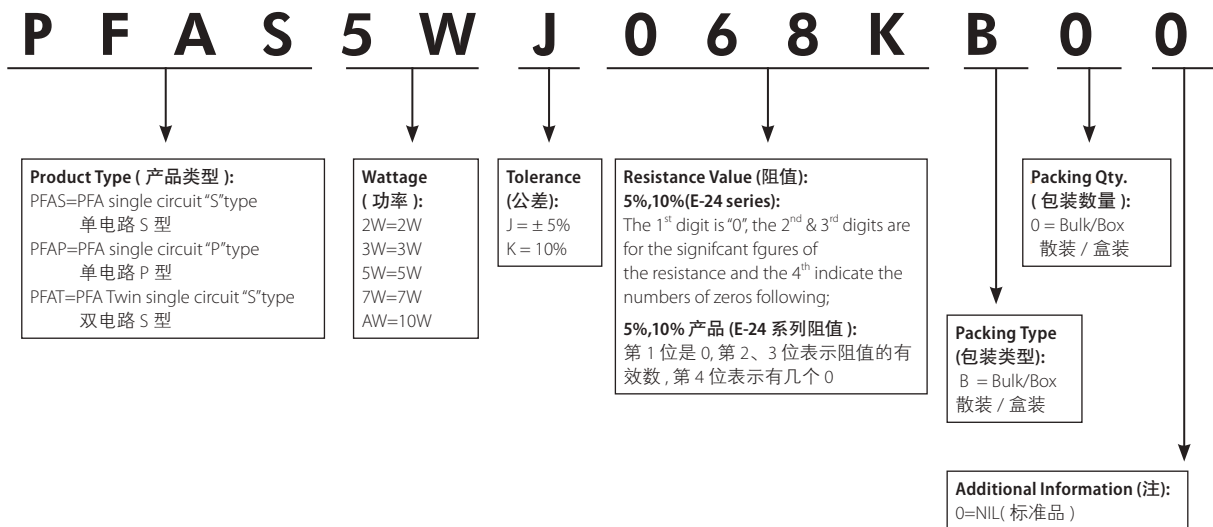 P F A S 5 W J 0 6 8 K B 0 0
Product Type ( 产品类型 ):
PFAS=PFA single circuit “S”type
单电路 S 型
PFAP=PFA single circuit “P”type
单电路 P 型
PFAT=PFA Twin single circuit “S”type
双电路 S 型
Wattage
( 功率 ):
2W=2W
3W=3W
5W=5W
7W=7W
AW=10W
Tolerance
(公差):
J = ± 5%
K = 10%
Resistance Value (阻值):
5%,10%(E-24 series):
The 1st digit is “0”, the 2nd & 3rd digits are
for the signifcant fgures of
the resistance and the 4th indicate the
numbers of zeros following;
5%,10% 产品 (E-24 系列阻值 ):
第 1 位是 0, 第 2、3 位表示阻值的有
效数 , 第 4 位表示有几个 0
Packing Type
(包装类型):
B = Bulk/Box
散装 / 盒装
Packing Qty.
( 包装数量 ):
0 = Bulk/Box
散装 / 盒装
Additional Information (注):
0=NIL( 标准品 )